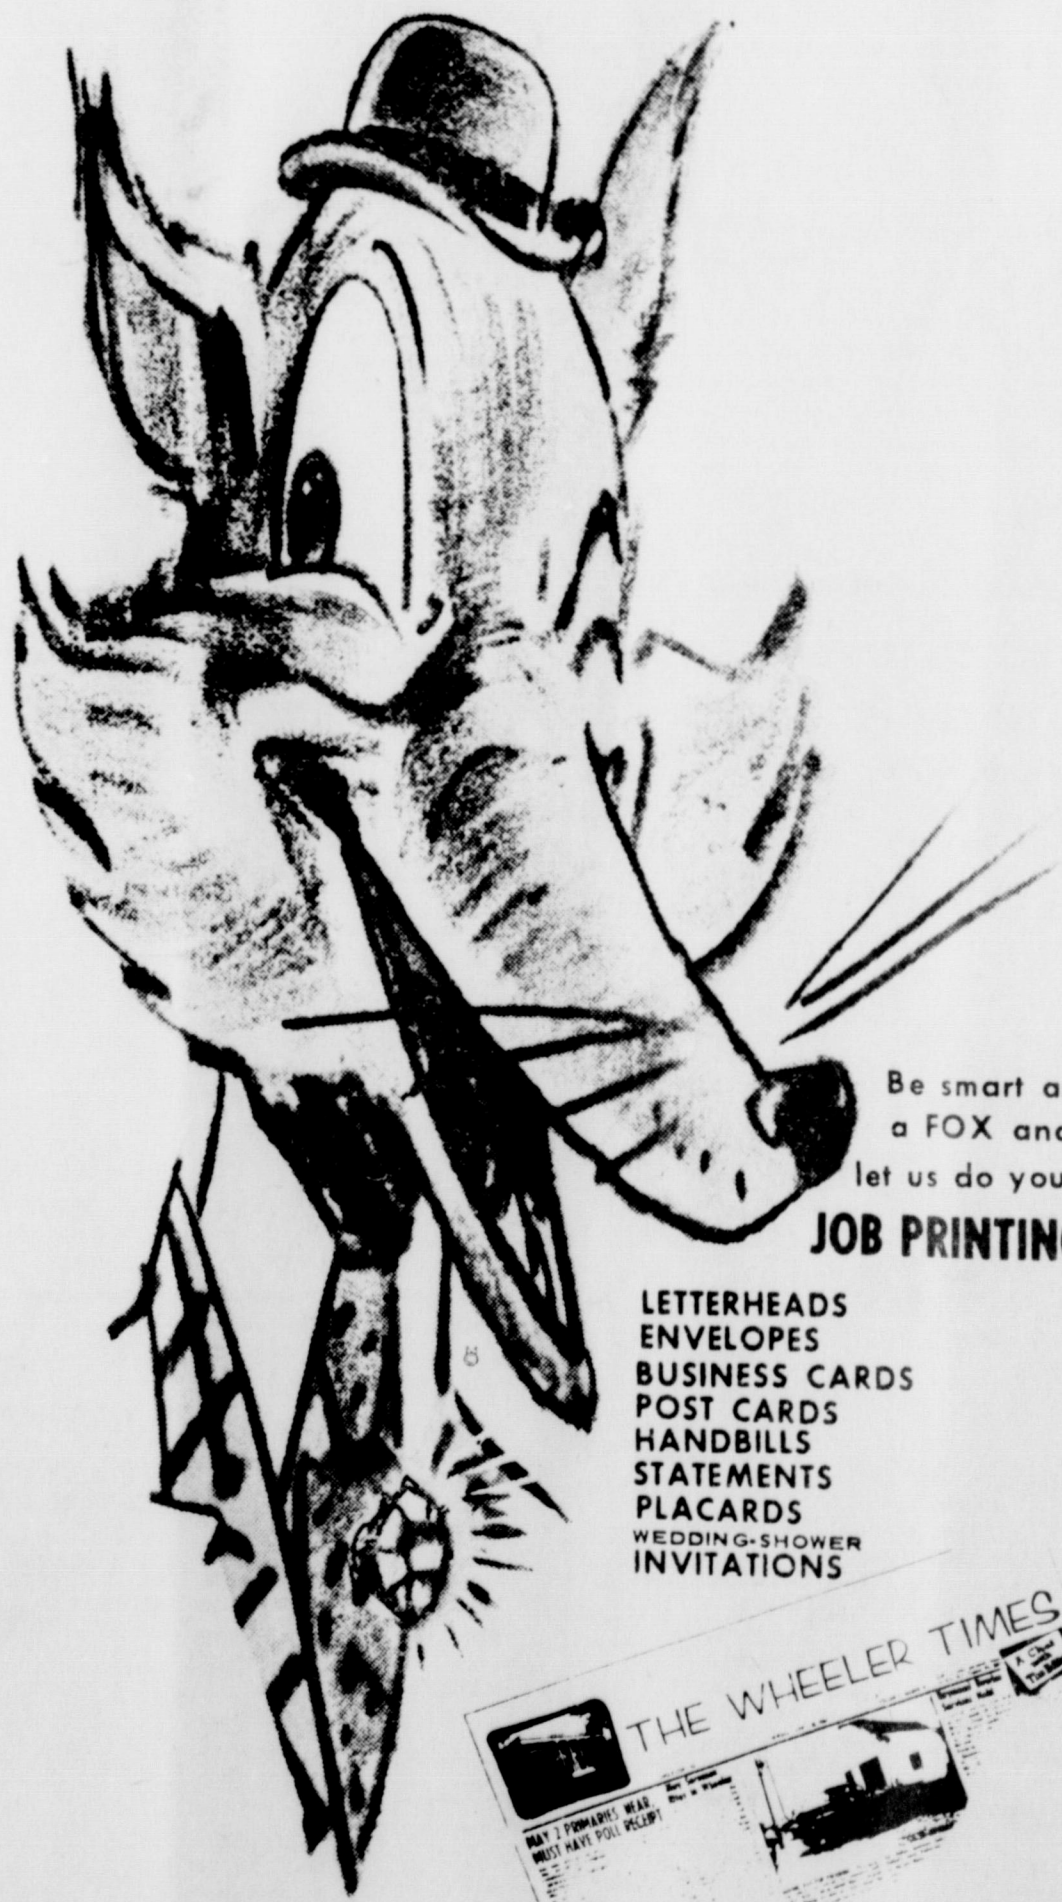 Be smart a
a FOX and
let us do you
JOB PRINTING
LETTERHEADS
ENVELOPES
BUSINESS CARDS
POST CARDS
HANDBILLS
STATEMENTS
PLACARDS
WEDDING-SHOWER
INVITATIONS
THE WHEELER TIMES
MAY 2 PRIMARIES NEAR,
MUST HAVE POLL RECEIPT